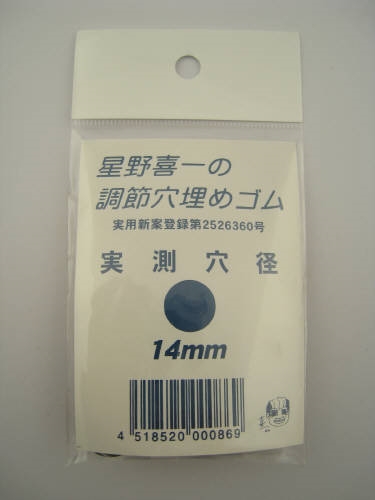 星野喜一の
調節穴埋めゴム
実用新案登録第2526360号
実測穴径
14mm
4 518520 000869